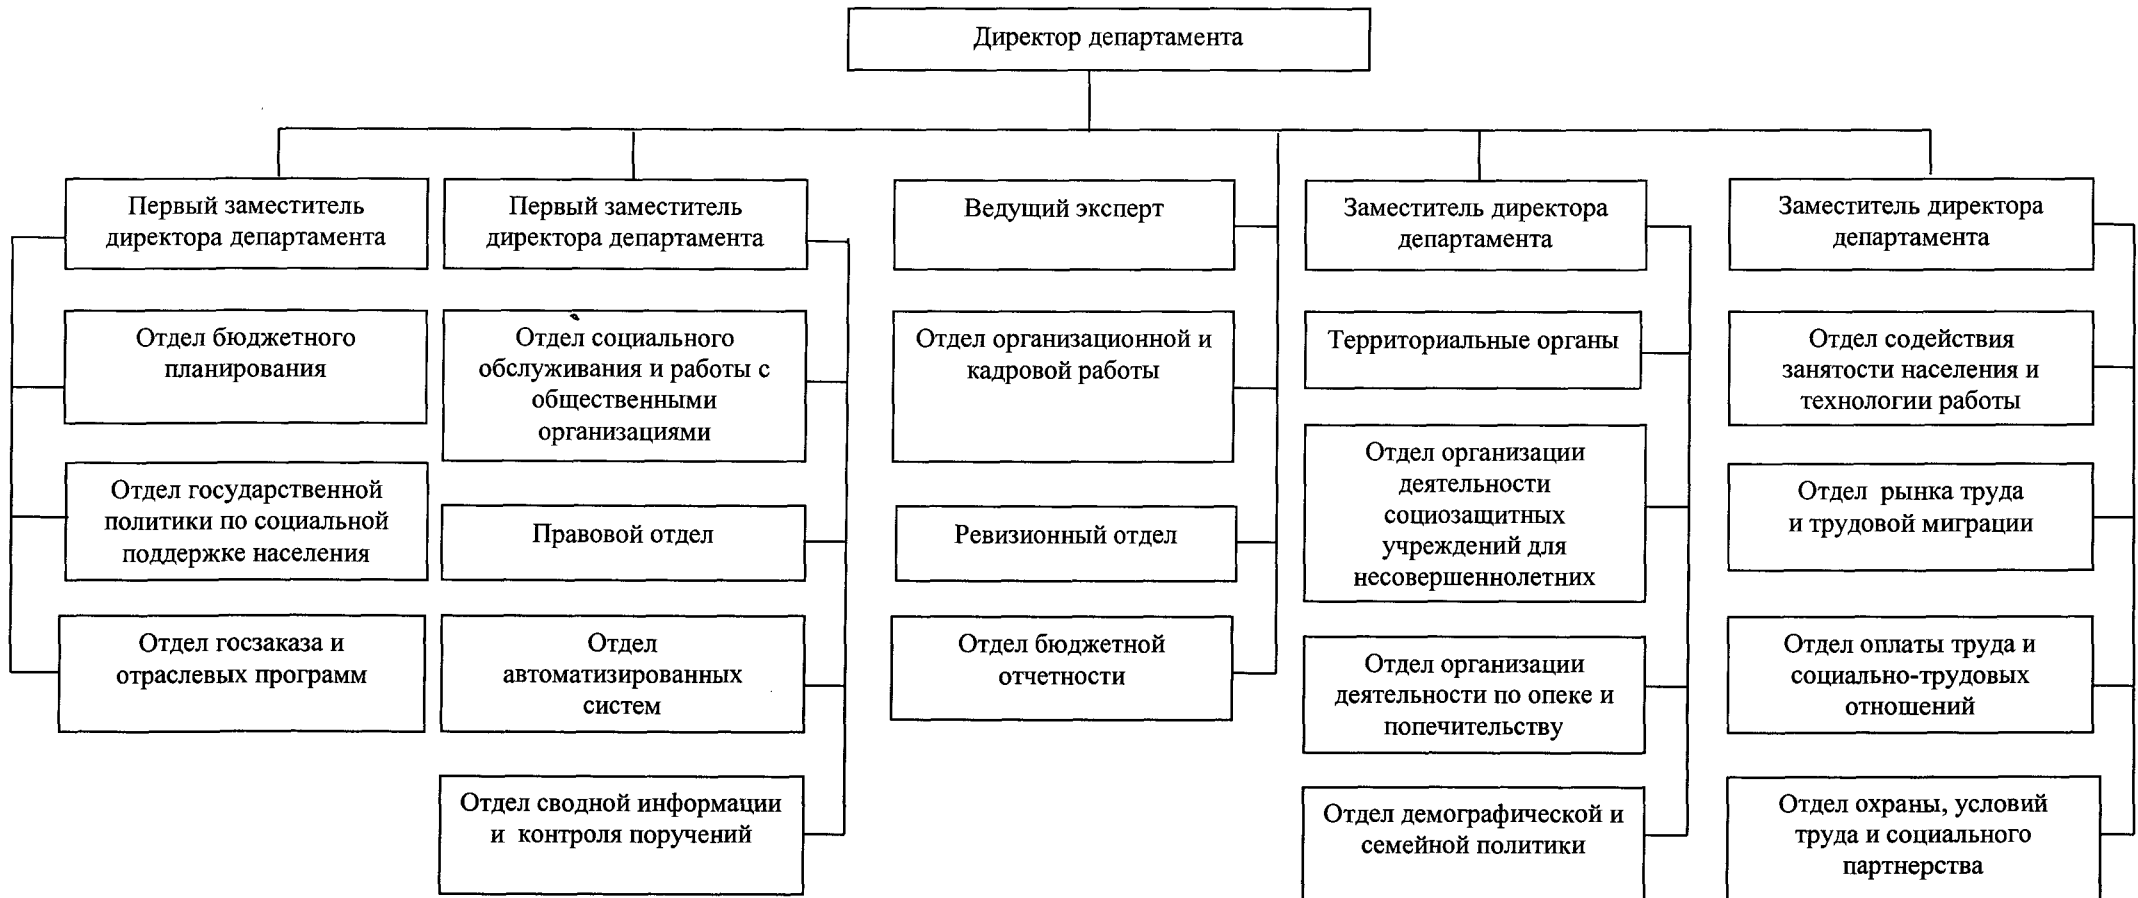 Директор департамента
Первый заместитель
директора департамента
Первый заместитель
директора департамента
Ведущий эксперт
Заместитель директора
департамента
Заместитель директора
департамента
Отдел бюджетного
планирования
Отдел социального
обслуживания и работы с
общественными
организациями
Отдел организационной и
кадровой работы
Территориальные органы
Отдел содействия
занятости населения и
технологии работы
Отдел государственной
политики по социальной
поддержке населения
Правовой отдел
Ревизионный отдел
Отдел организации
деятельности
социозащитных
учреждений для
несовершеннолетних
Отдел рынка труда
и трудовой миграции
Отдел госзаказа и
отраслевых программ
Отдел
автоматизированных
систем
Отдел бюджетной
отчетности
Отдел организации
деятельности по опеке и
попечительству
Отдел оплаты труда и
социально-трудовых
отношений
Отдел сводной информации
и контроля поручений
Отдел демографической и
семейной политики
Отдел охраны, условий
труда и социального
партнерства